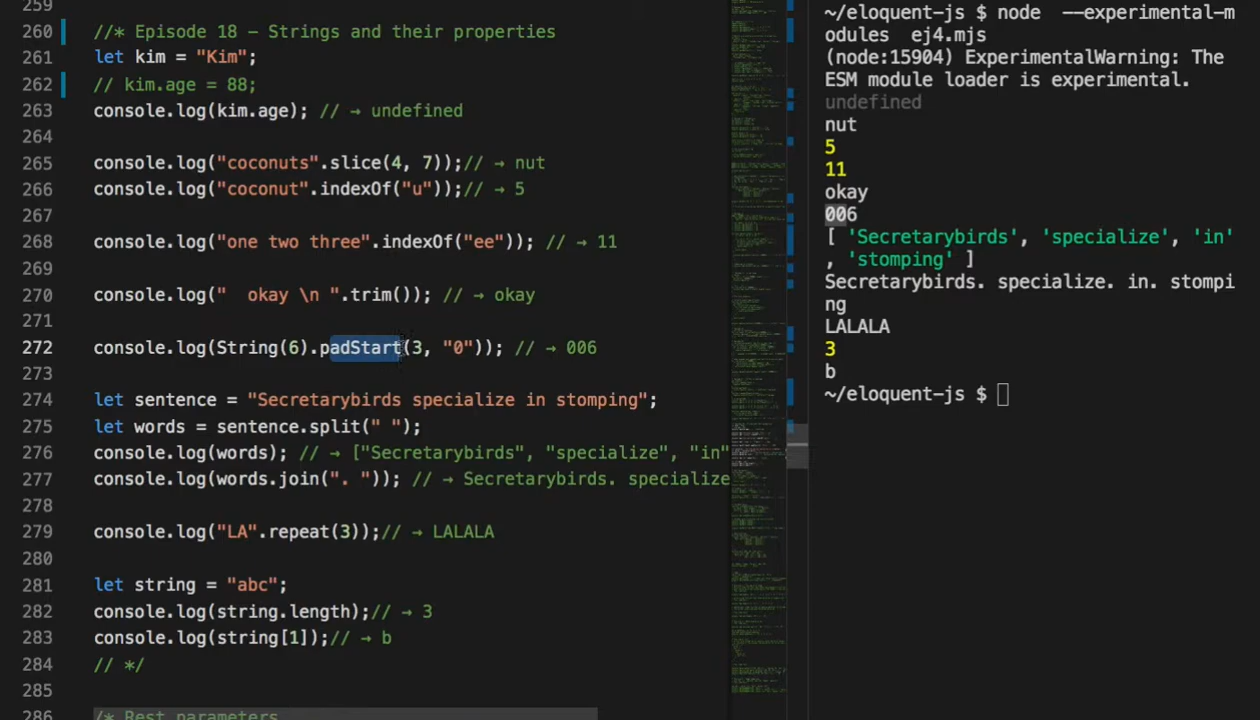 259
260 //* Episode 18 - Strings and their properties
261 let kim = "Kim";
262 // kim.age = 88;
263 console.log(kim.age); // → undefined
264
265 console.log("coconuts".slice(4, 7));// → nut
266 console.log("coconut".indexOf("u"));// → 5
267
268 console.log("one two three".indexOf("ee")); // → 11
269
270 console.log("  okay \n ".trim()); // → okay
271
272 console.log(String(6).padStart(3, "0")); // → 006
273
274 let sentence = "Secretarybirds specialize in stomping";
275 let words = sentence.split(" ");
276 console.log(words); // → ["Secretarybirds", "specialize", "in"
277 console.log(words.join(". ")); // → Secretarybirds. specialize
278
279 console.log("LA".repeat(3));// → LALALA
280
281 let string = "abc";
282 console.log(string.length);// → 3
283 console.log(string[1]);// → b
284 // */
285
286 /* Rest parameters
~/eloquent-js $ node  --experimental-m
odules  ej4.mjs
(node:15904) ExperimentalWarning: The
ESM module loader is experimental.
undefined
nut
5
11
okay
006
[ 'Secretarybirds', 'specialize', 'in'
, 'stomping' ]
Secretarybirds. specialize. in. stompi
ng
LALALA
3
b
~/eloquent-js $